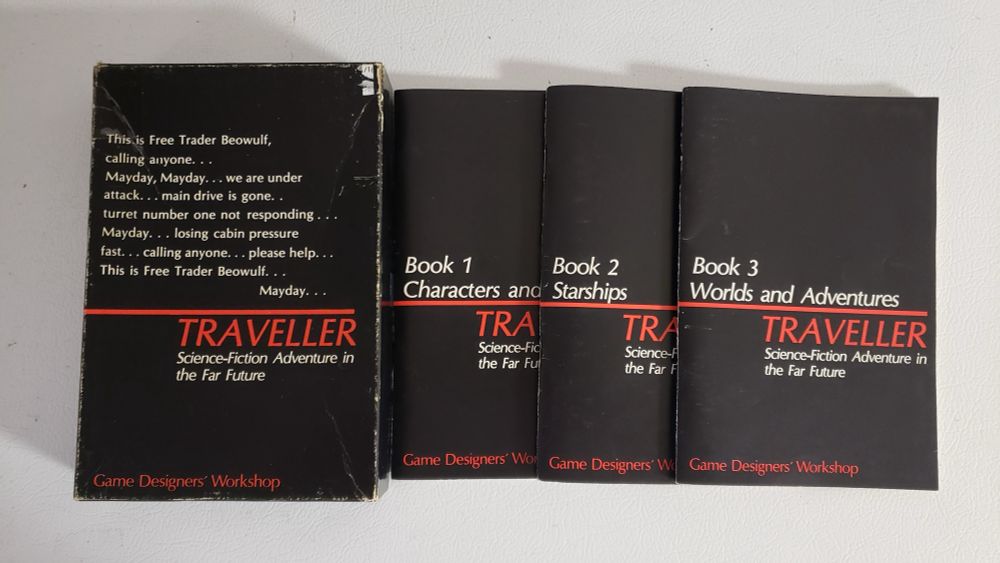 This is Free Trader Beowulf,
calling anyone. . .
Mayday, Mayday. . . we are under
attack. . . main drive is gone. .
turret number one not responding . . .
Mayday. . . losing cabin pressure
fast. . . calling anyone. . . please help. . .
This is Free Trader Beowulf. . .
Mayday. . .
TRAVELLER
Science-Fiction Adventure in
the Far Future
Game Designers' Workshop
Book 1
Characters and
TRA
Science-Fic
the Far Fu
Game Designers' Wo
Book 2
Starships
TRA
Science-F
the Far F
Game Designers' W
Book 3
Worlds and Adventures
TRAVELLER
Science-Fiction Adventure in
the Far Future
Game Designers' Workshop